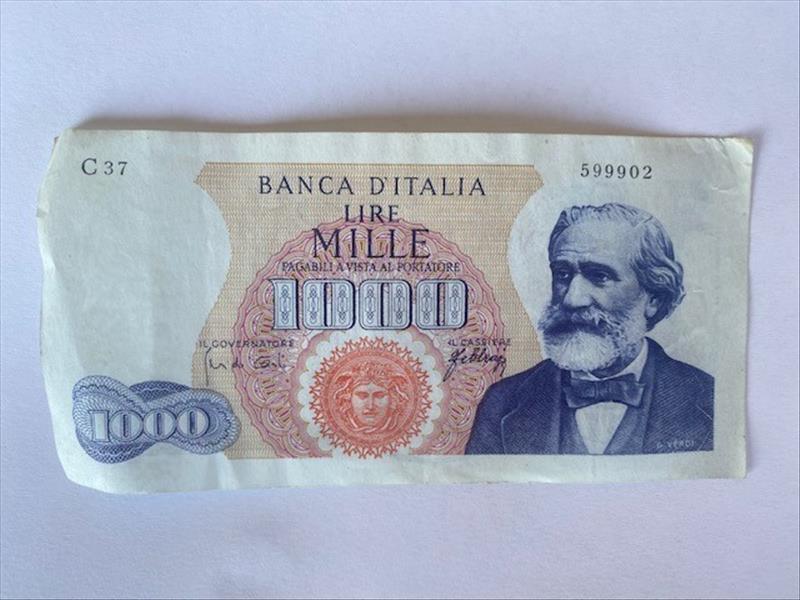 C 37
599902
BANCA D'ITALIA
LIRE
MILLE
PAGABILI A VISTA AL PORTATORE
1000
IL GOVERNATORE
IL CASSIERE
1000
G. VERDI